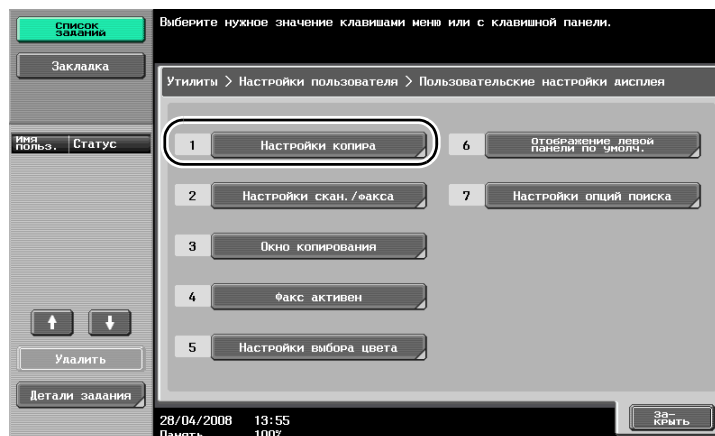 Список
заданий
Закладка
Имя
польз.
Статус
Удалить
Детали задания
Выберите нужное значение клавишами меню или с клавишной панели.
Утилиты > Настройки пользователя > Пользовательские настройки дисплея
1 Настройки копира
2 Настройки скан./факса
3 Окно копирования
4 Факс активен
5 Настройки выбора цвета
6 Отображение левой
панели по умолч.
7 Настройки опций поиска
28/04/2008 13:55
Память 100%
За-
крыть